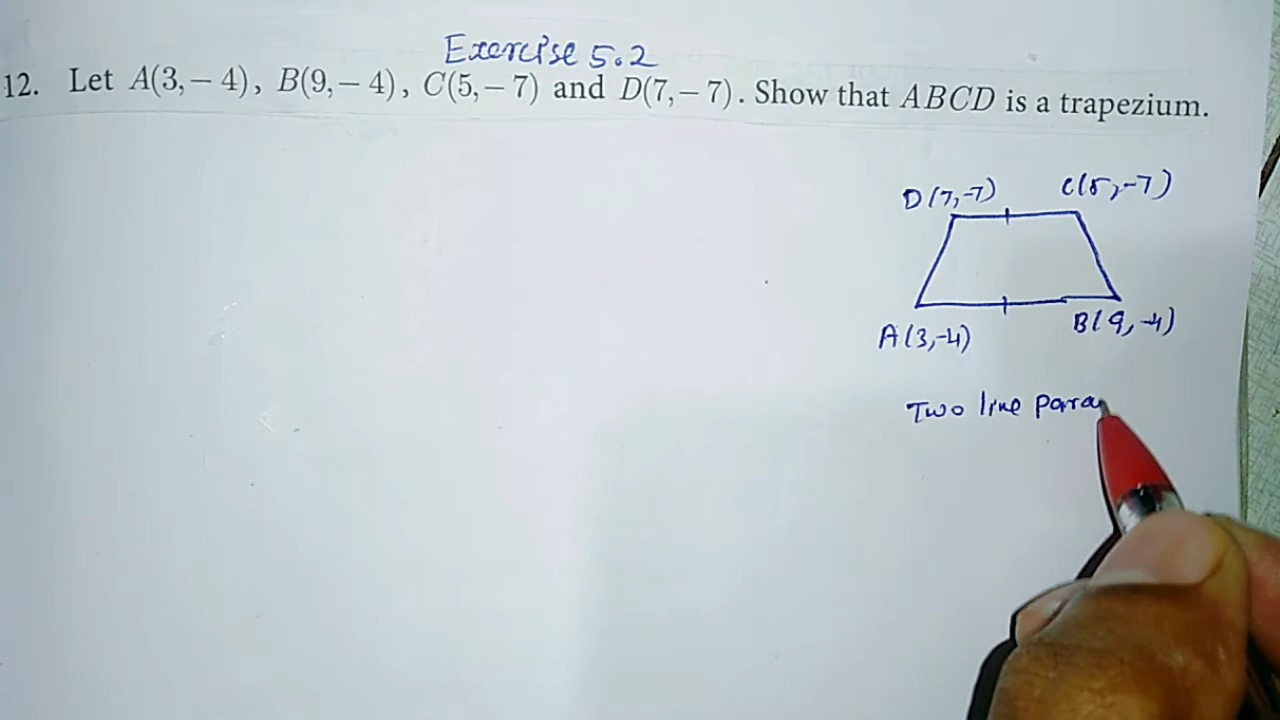 Exercise 5.2
12. Let A(3,– 4), B(9,– 4), C(5,– 7) and D(7,– 7). Show that ABCD is a trapezium.
D(7,-7) C(5,-7)
A(3,-4) B(9,-4)
Two line para